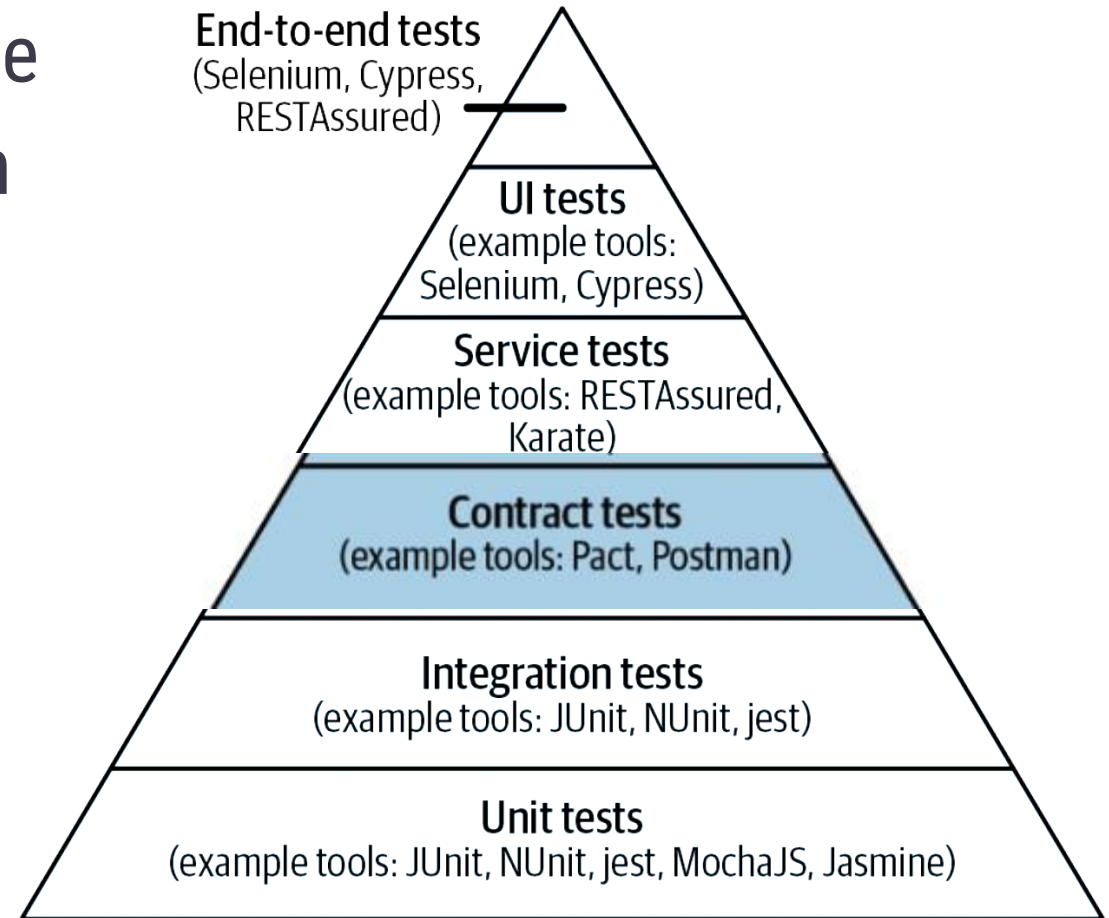 e
n
End-to-end tests
(Selenium, Cypress,
RESTAssured)
UI tests
(example tools:
Selenium, Cypress)
Service tests
(example tools: RESTAssured,
Karate)
Contract tests
(example tools: Pact, Postman)
Integration tests
(example tools: JUnit, NUnit, jest)
Unit tests
(example tools: JUnit, NUnit, jest, MochaJS, Jasmine)